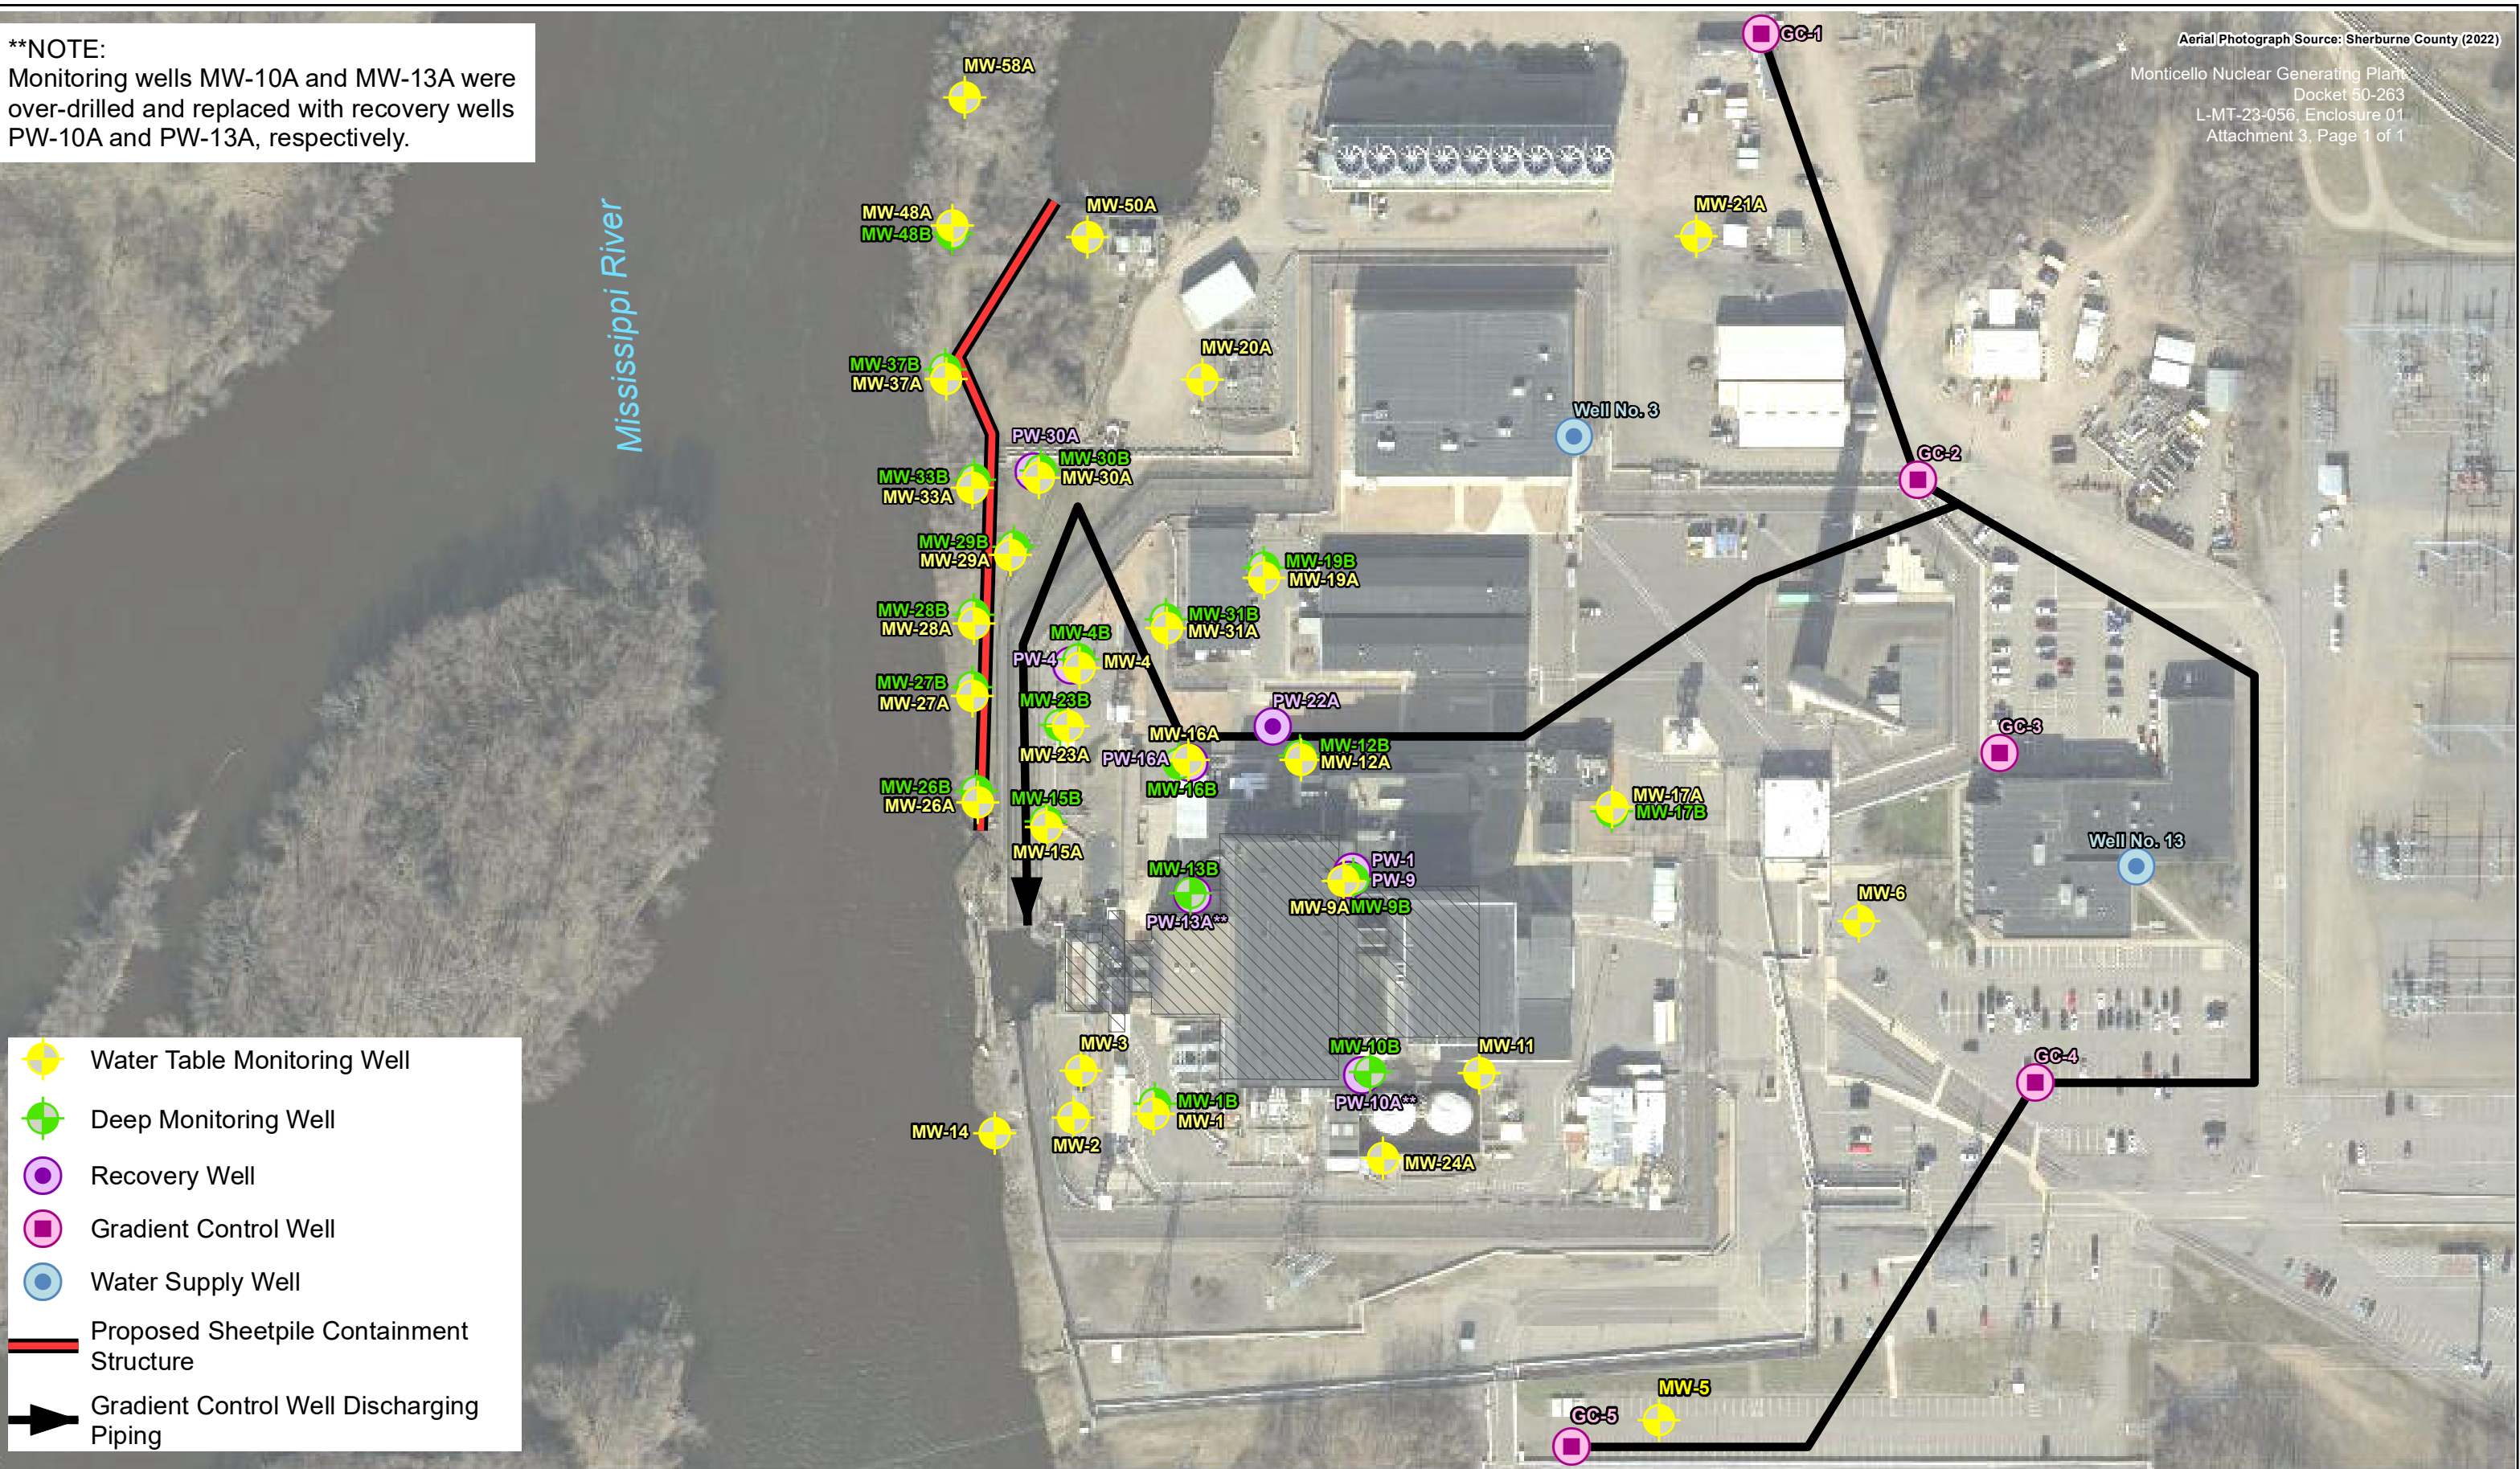 **NOTE:
Monitoring wells MW-10A and MW-13A were
over-drilled and replaced with recovery wells
PW-10A and PW-13A, respectively.
Aerial Photograph Source: Sherburne County (2022)
Monticello Nuclear Generating Plant
Docket 50-263
L-MT-23-056, Enclosure 01
Attachment 3, Page 1 of 1
GC-1
MW-58A
MW-48A
MW-48B
MW-50A
MW-21A
Mississippi River
MW-37B
MW-37A
MW-20A
Well No. 3
PW-30A
MW-30B
MW-30A
MW-33B
MW-33A
GC-2
MW-29B
MW-29A
MW-19B
MW-19A
MW-28B
MW-28A
MW-31B
MW-31A
MW-4B
PW-4
MW-4
MW-27B
MW-27A
MW-23B
MW-23A
PW-22A
MW-16A
PW-16A
MW-16B
MW-12B
MW-12A
GC-3
MW-26B
MW-26A
MW-15B
MW-15A
MW-17A
MW-17B
Well No. 13
MW-13B
PW-13A**
PW-1
PW-9
MW-9A
MW-9B
MW-6
MW-3
MW-10B
PW-10A**
MW-11
GC-4
MW-1B
MW-1
MW-14
MW-2
MW-24A
MW-5
GC-5
Water Table Monitoring Well
Deep Monitoring Well
Recovery Well
Gradient Control Well
Water Supply Well
Proposed Sheetpile Containment
Structure
Gradient Control Well Discharging
Piping